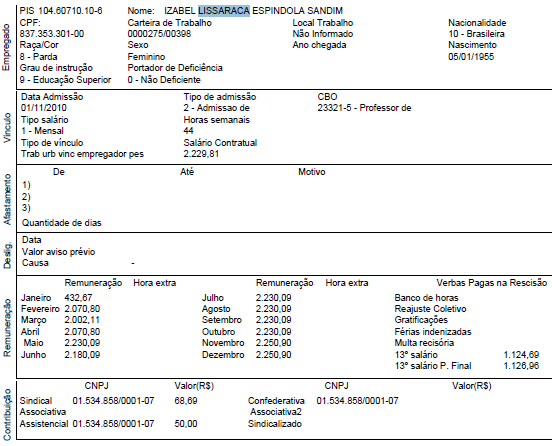 PIS 104.60710.10-6 Nome: IZABEL LISSARACA ESPINDOLA SANDIM
CPF: Carteira de Trabalho Local Trabalho Nacionalidade
837.353.301-00 0000275/00398 Não Informado 10 - Brasileira
Raça/Cor Sexo Ano chegada Nascimento
8 - Parda Feminino 05/01/1955
Grau de instrução Portador de Deficiência
9 - Educação Superior 0 - Não Deficiente
Empregado
Data Admissão Tipo de admissão CBO
01/11/2010 2 - Admissao de 23321-5 - Professor de
Tipo salário Horas semanais
1 - Mensal 44
Tipo de vínculo Salário Contratual
Trab urb vinc empregador pes 2.229,81
Vínculo
De Até Motivo
1)
2)
3)
Quantidade de dias
Afastamento
Data
Valor aviso prévio
Causa -
Deslig.
Remuneração Hora extra Remuneração Hora extra Verbas Pagas na Rescisão
Janeiro 432,67 Julho 2.230,09 Banco de horas
Fevereiro 2.070,80 Agosto 2.230,09 Reajuste Coletivo
Março 2.002,11 Setembro 2.230,09 Gratificações
Abril 2.070,80 Outubro 2.230,09 Férias indenizadas
Maio 2.230,09 Novembro 2.250,90 Multa recisória
Junho 2.180,09 Dezembro 2.250,90 13º salário 1.124,69
13º salário P. Final 1.126,96
Remuneração
CNPJ Valor(R$) CNPJ Valor(R$)
Sindical 01.534.858/0001-07 68,69 Confederativa 01.534.858/0001-07
Associativa Associativa2
Assistencial 01.534.858/0001-07 50,00 Sindicalizado
Contribuição